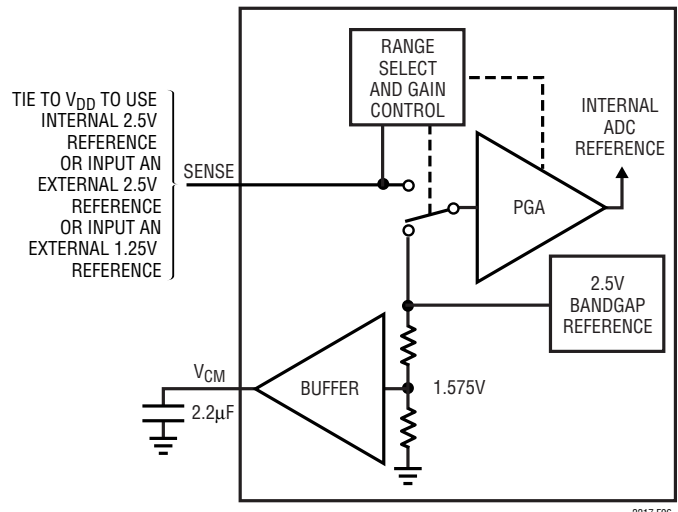 RANGE
SELECT
AND GAIN
CONTROL
TIE TO VDD TO USE
INTERNAL 2.5V
REFERENCE
OR INPUT AN
EXTERNAL 2.5V
REFERENCE
OR INPUT AN
EXTERNAL 1.25V
REFERENCE
SENSE
INTERNAL
ADC
REFERENCE
PGA
2.5V
BANDGAP
REFERENCE
VCM
BUFFER
1.575V
2.2µF